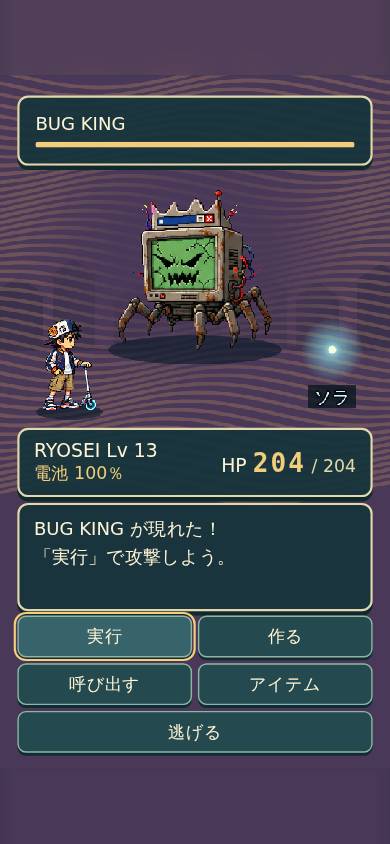 BUG KING
ソラ
RYOSEI Lv 13
電池 100%
HP 204 / 204
BUG KING が現れた！
「実行」で攻撃しよう。
実行
作る
呼び出す
アイテム
逃げる